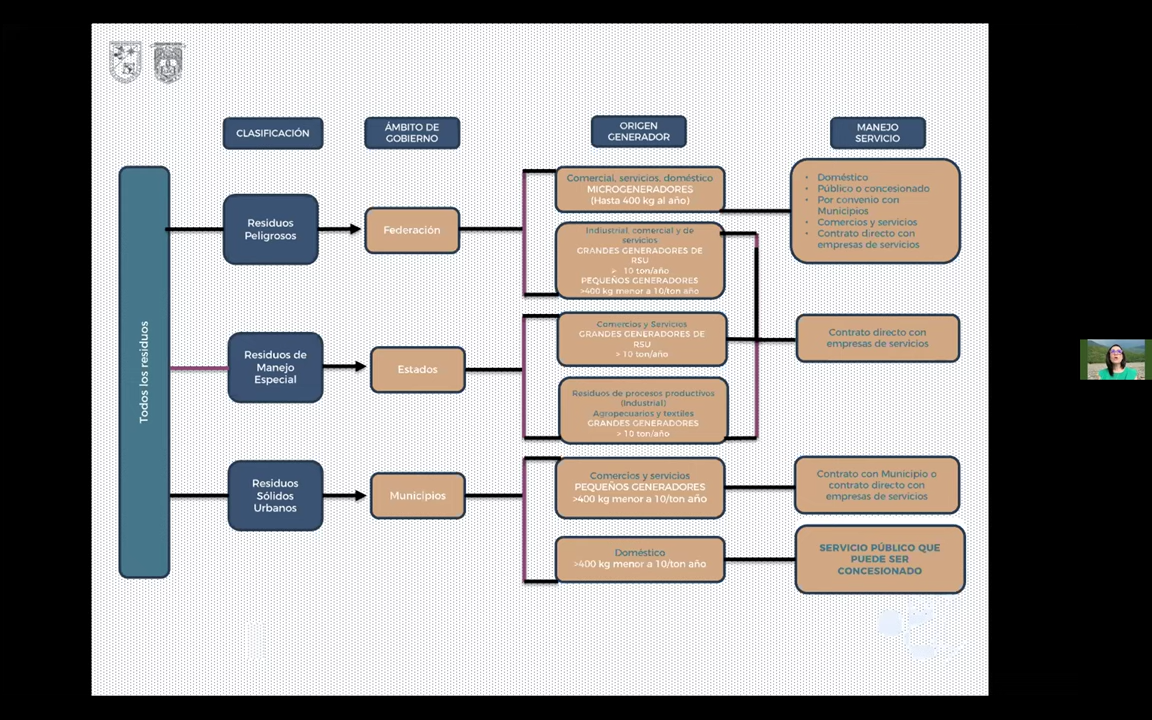 CLASIFICACIÓN
ÁMBITO DE
GOBIERNO
ORIGEN
GENERADOR
MANEJO
SERVICIO
Todos los residuos
Residuos
Peligrosos
Federación
Comercial, servicios, doméstico
MICROGENERADORES
(Hasta 400 kg al año)
Industrial, comercial y de
servicios
GRANDES GENERADORES DE
RSU
> 10 ton/año
PEQUEÑOS GENERADORES
>400 kg menor a 10/ton año
• Doméstico
• Público o concesionado
• Por convenio con
Municipios
• Comercios y servicios
• Contrato directo con
empresas de servicios
Residuos de
Manejo
Especial
Estados
Comercios y Servicios
GRANDES GENERADORES DE
RSU
> 10 ton/año
Residuos de procesos productivos
(Industrial)
Agropecuarios y textiles
GRANDES GENERADORES
> 10 ton/año
Contrato directo con
empresas de servicios
Residuos
Sólidos
Urbanos
Municipios
Comercios y servicios
PEQUEÑOS GENERADORES
>400 kg menor a 10/ton año
Contrato con Municipio o
contrato directo con
empresas de servicios
Doméstico
>400 kg menor a 10/ton año
SERVICIO PÚBLICO QUE
PUEDE SER
CONCESIONADO